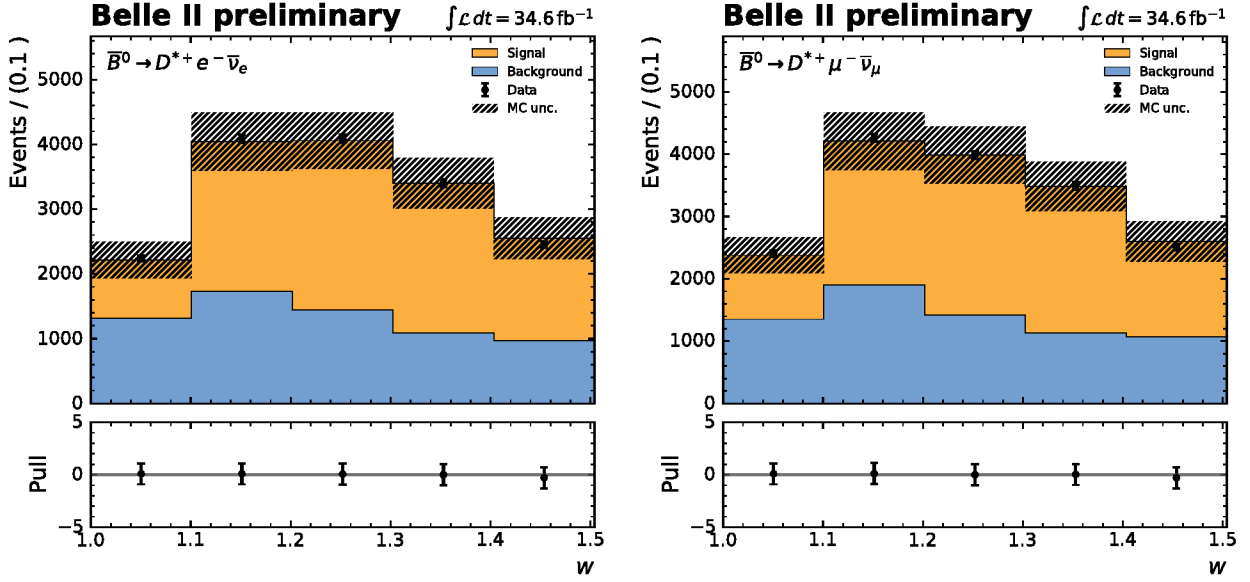 Belle II preliminary
∫ℒ dt = 34.6 fb⁻¹
B̅⁰ → D*⁺ e⁻ ν̅ₑ
Signal
Background
Data
MC unc.
Events / (0.1 )
5000
4000
3000
2000
1000
0
Pull
5
0
−5
1.0 1.1 1.2 1.3 1.4 1.5
w
Belle II preliminary
∫ℒ dt = 34.6 fb⁻¹
B̅⁰ → D*⁺ μ⁻ ν̅_μ
Signal
Background
Data
MC unc.
Events / (0.1 )
5000
4000
3000
2000
1000
0
Pull
5
0
−5
1.0 1.1 1.2 1.3 1.4 1.5
w